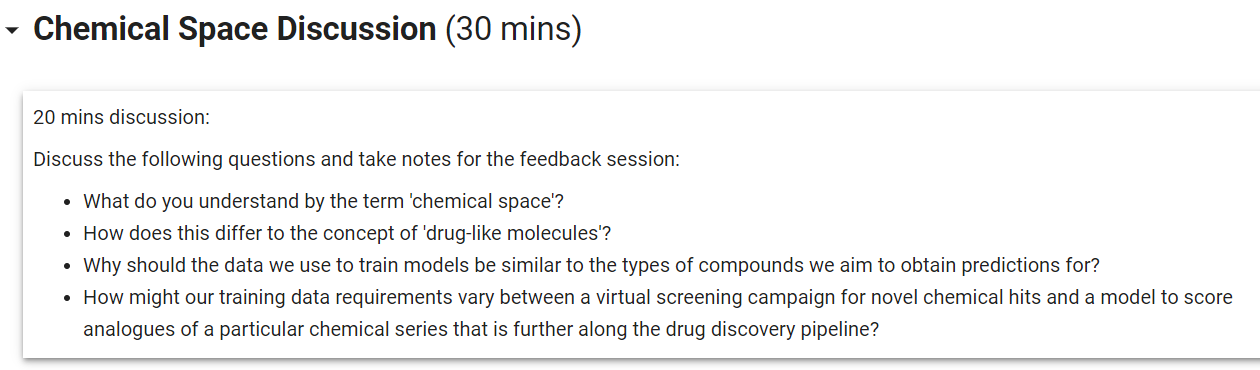 Chemical Space Discussion (30 mins)
20 mins discussion:
Discuss the following questions and take notes for the feedback session:
• What do you understand by the term 'chemical space'?
• How does this differ to the concept of 'drug-like molecules'?
• Why should the data we use to train models be similar to the types of compounds we aim to obtain predictions for?
• How might our training data requirements vary between a virtual screening campaign for novel chemical hits and a model to score
analogues of a particular chemical series that is further along the drug discovery pipeline?